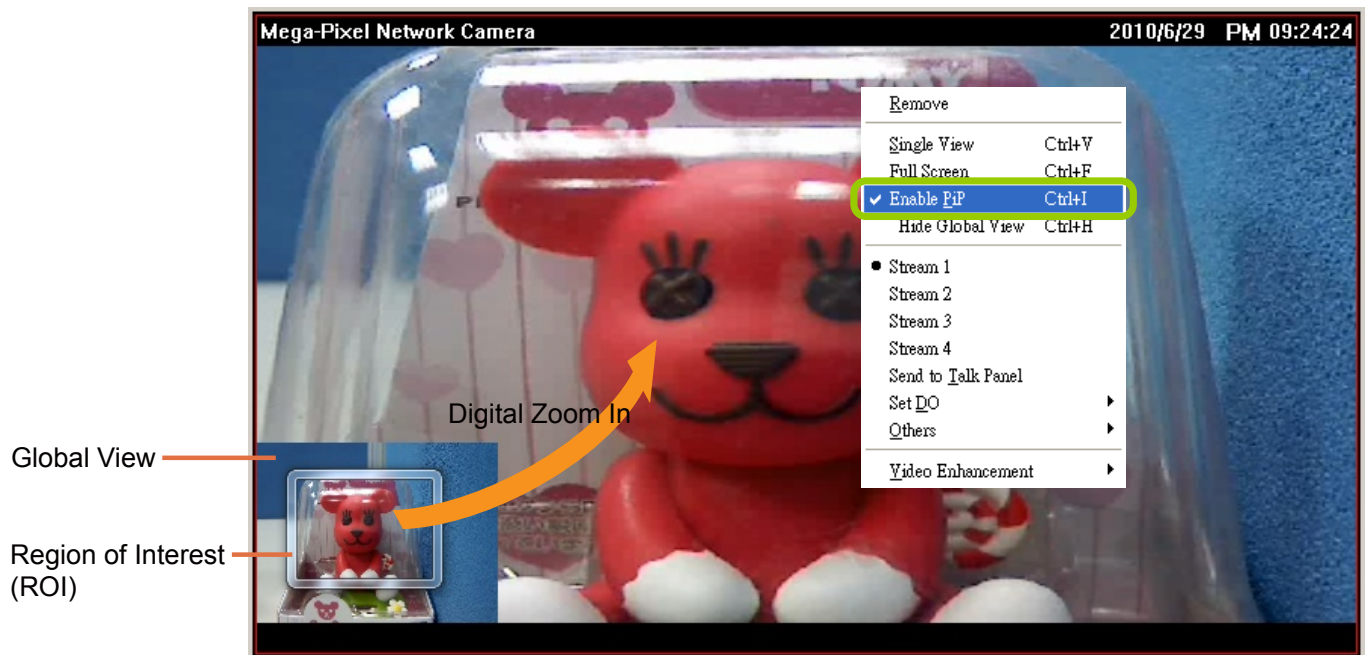 Mega-Pixel Network Camera 2010/6/29 PM 09:24:24
Remove
Single View Ctrl+V
Full Screen Ctrl+F
Enable PiP Ctrl+I
Hide Global View Ctrl+H
Stream 1
Stream 2
Stream 3
Stream 4
Send to Talk Panel
Set DO
Others
Video Enhancement
Digital Zoom In
Global View
Region of Interest
(ROI)